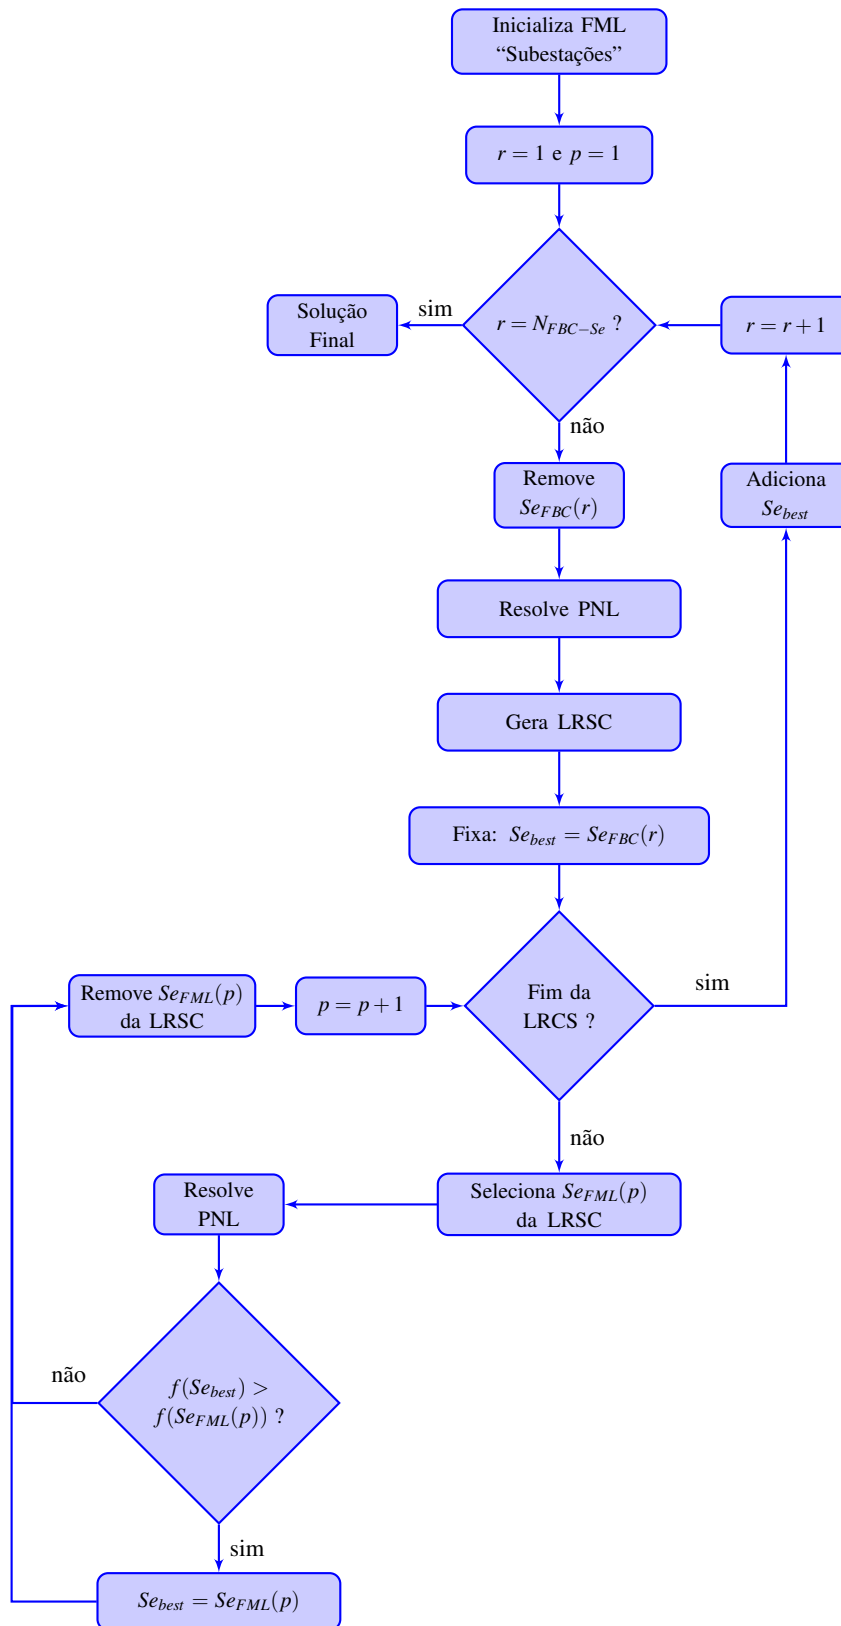 Inicializa FML
“Subestações”
r = 1 e p = 1
r = N_{FBC−Se} ?
sim
Solução
Final
r = r + 1
não
Remove
Se_{FBC}(r)
Adiciona
Se_{best}
Resolve PNL
Gera LRSC
Fixa: Se_{best} = Se_{FBC}(r)
Fim da
LRCS ?
sim
Remove Se_{FML}(p)
da LRSC
p = p + 1
não
Seleciona Se_{FML}(p)
da LRSC
Resolve
PNL
f(Se_{best}) >
f(Se_{FML}(p)) ?
não
sim
Se_{best} = Se_{FML}(p)